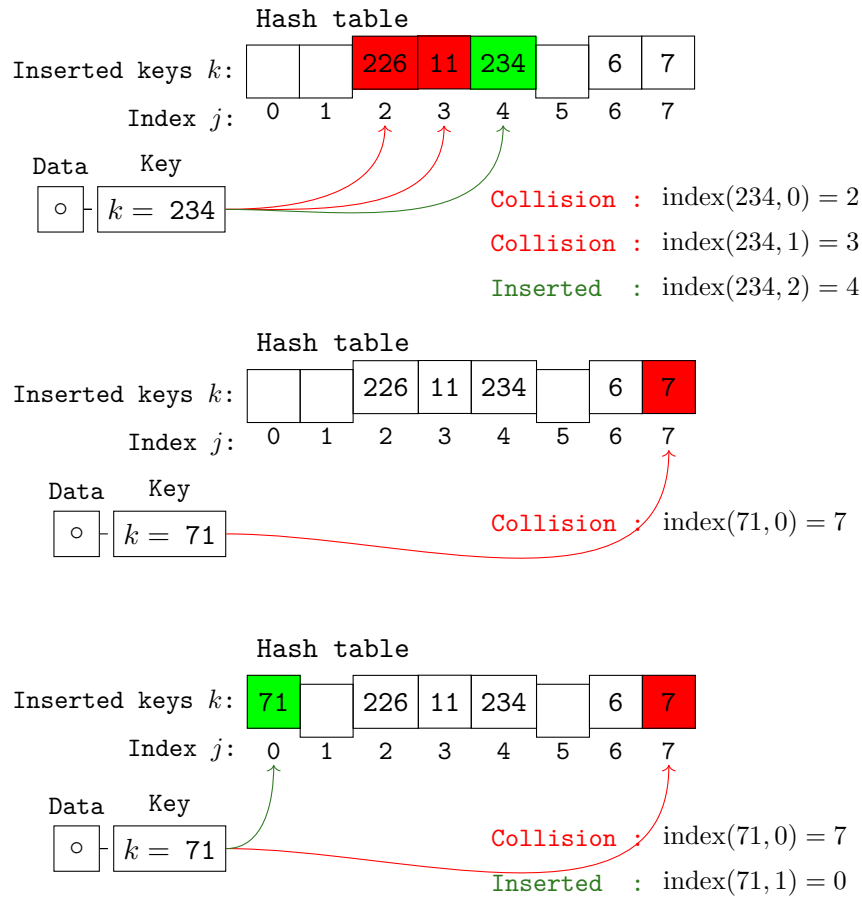 Hash table
Inserted keys k: 226 11 234 6 7
Index j: 0 1 2 3 4 5 6 7
Data Key
k = 234
Collision : index(234, 0) = 2
Collision : index(234, 1) = 3
Inserted : index(234, 2) = 4
Hash table
Inserted keys k: 226 11 234 6 7
Index j: 0 1 2 3 4 5 6 7
Data Key
k = 71
Collision : index(71, 0) = 7
Hash table
Inserted keys k: 71 226 11 234 6 7
Index j: 0 1 2 3 4 5 6 7
Data Key
k = 71
Collision : index(71, 0) = 7
Inserted : index(71, 1) = 0